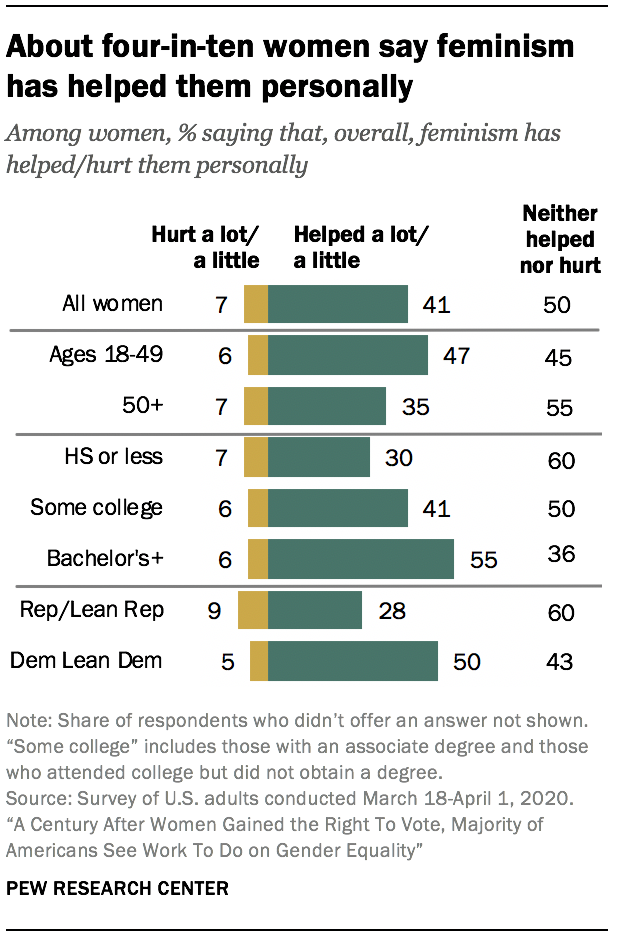 About four-in-ten women say feminism
has helped them personally
Among women, % saying that, overall, feminism has
helped/hurt them personally
Hurt a lot/
a little
Helped a lot/
a little
Neither
helped
nor hurt
All women 7 41 50
Ages 18-49 6 47 45
50+ 7 35 55
HS or less 7 30 60
Some college 6 41 50
Bachelor's+ 6 55 36
Rep/Lean Rep 9 28 60
Dem Lean Dem 5 50 43
Note: Share of respondents who didn’t offer an answer not shown.
“Some college” includes those with an associate degree and those
who attended college but did not obtain a degree.
Source: Survey of U.S. adults conducted March 18-April 1, 2020.
“A Century After Women Gained the Right To Vote, Majority of
Americans See Work To Do on Gender Equality”
PEW RESEARCH CENTER